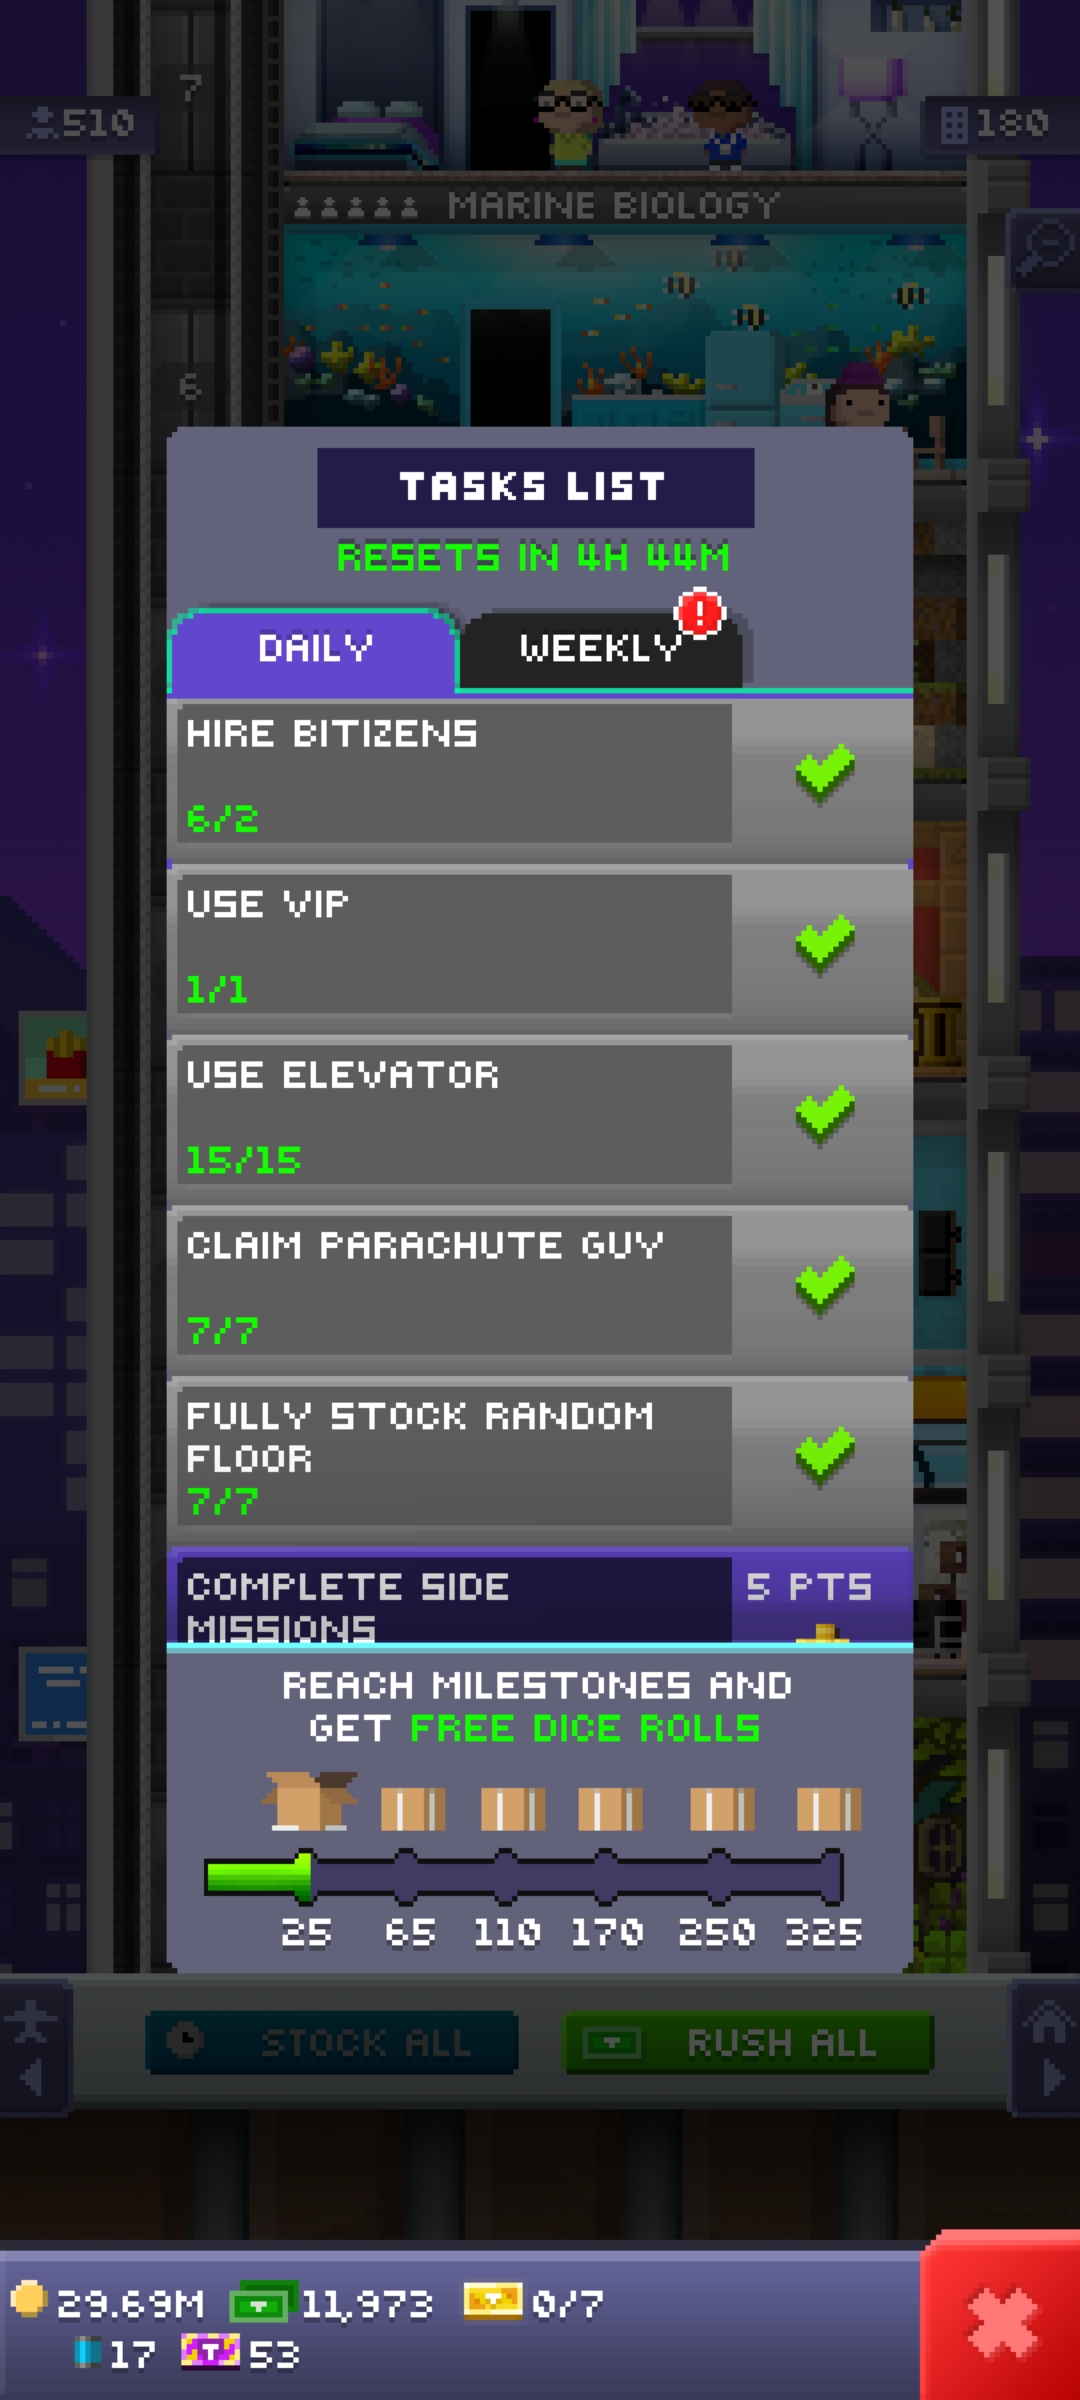 7
510
180
MARINE BIOLOGY
6
TASKS LIST
RESETS IN 4H 44M
DAILY
WEEKLY
!
HIRE BITIZENS
6/2
USE VIP
1/1
USE ELEVATOR
15/15
CLAIM PARACHUTE GUY
7/7
FULLY STOCK RANDOM
FLOOR
7/7
COMPLETE SIDE
MISSIONS
5 PTS
REACH MILESTONES AND
GET FREE DICE ROLLS
25 65 110 170 250 325
STOCK ALL
RUSH ALL
29.69M 11,973 0/7
17 53